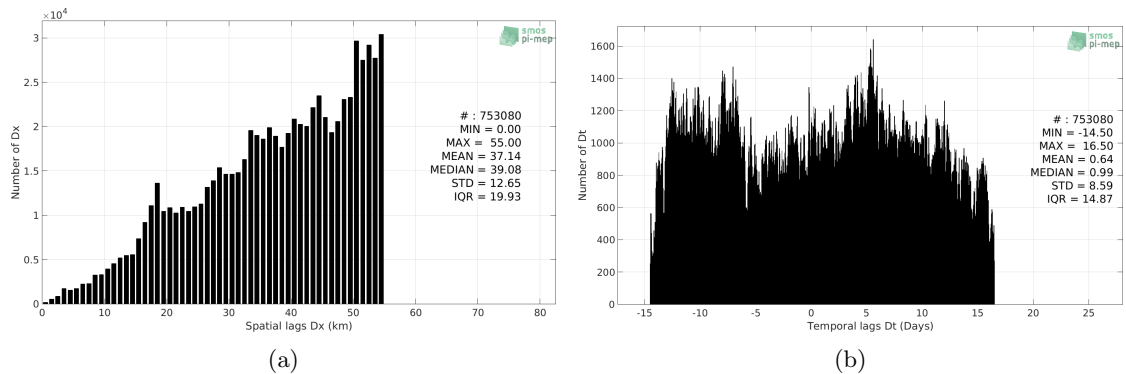 ×10⁴
3
2.5
2
1.5
1
0.5
0
Number of Dx
0 10 20 30 40 50 60 70 80
Spatial lags Dx (km)
smos
pi-mep
# : 753080
MIN = 0.00
MAX = 55.00
MEAN = 37.14
MEDIAN = 39.08
STD = 12.65
IQR = 19.93
(a)
1600
1400
1200
1000
800
600
400
200
0
Number of Dt
-15 -10 -5 0 5 10 15 20 25
Temporal lags Dt (Days)
smos
pi-mep
# : 753080
MIN = -14.50
MAX = 16.50
MEAN = 0.64
MEDIAN = 0.99
STD = 8.59
IQR = 14.87
(b)